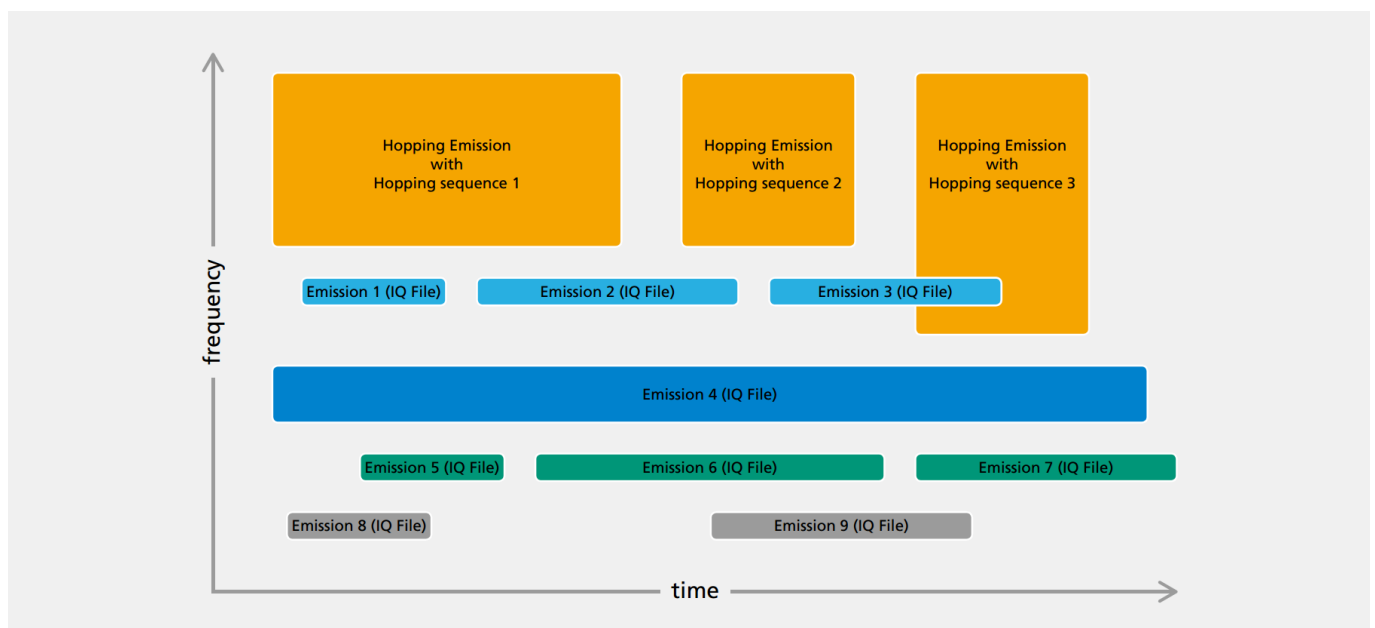 Hopping Emission
with
Hopping sequence 1
Hopping Emission
with
Hopping sequence 2
Hopping Emission
with
Hopping sequence 3
Emission 1 (IQ File)
Emission 2 (IQ File)
Emission 3 (IQ File)
frequency
Emission 4 (IQ File)
Emission 5 (IQ File)
Emission 6 (IQ File)
Emission 7 (IQ File)
Emission 8 (IQ File)
Emission 9 (IQ File)
time